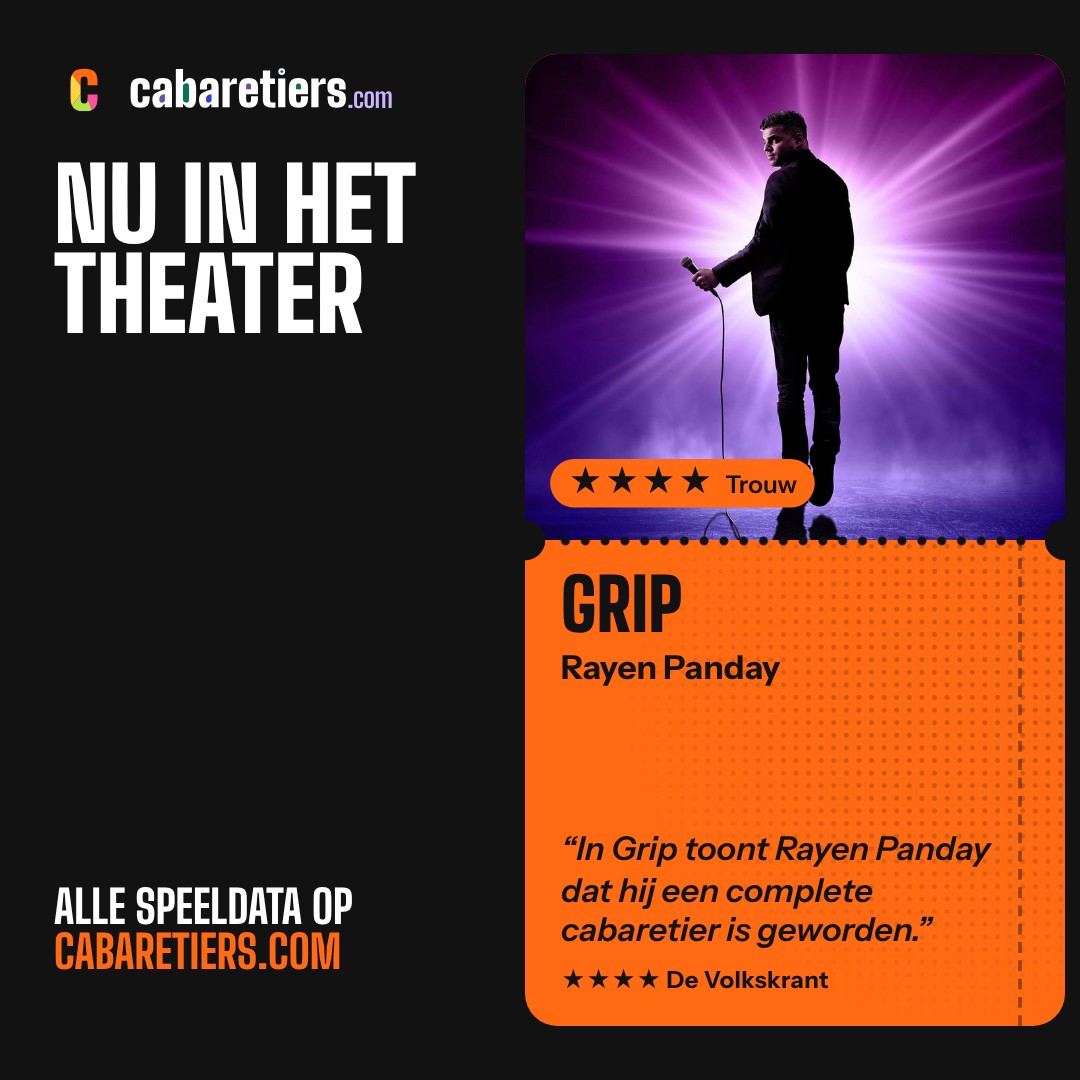 cabaretiers.com
NU IN HET
THEATER
★★★★ Trouw
GRIP
Rayen Panday
“In Grip toont Rayen Panday
dat hij een complete
cabaretier is geworden.”
★★★★ De Volkskrant
ALLE SPEELDATA OP
CABARETIERS.COM